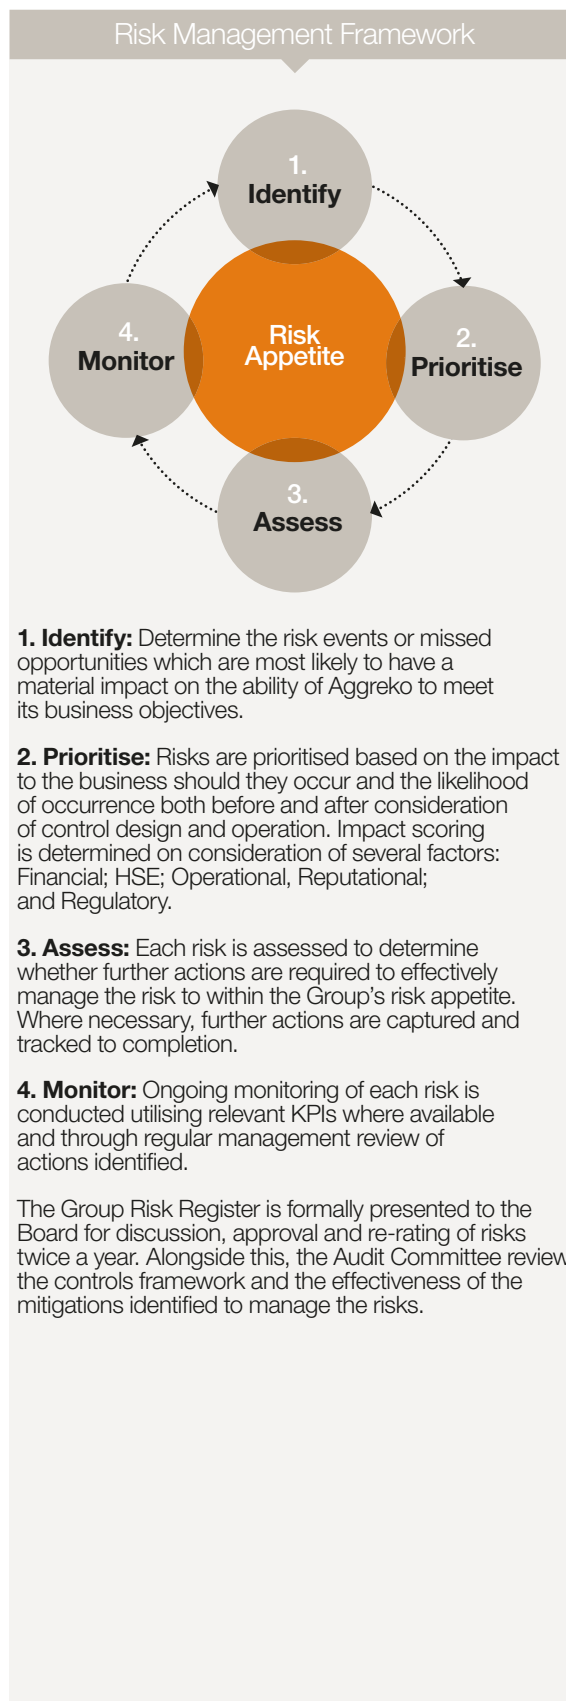 Risk Management Framework
1.
Identify
2.
Prioritise
3.
Assess
4.
Monitor
Risk
Appetite
1. Identify: Determine the risk events or missed
opportunities which are most likely to have a
material impact on the ability of Aggreko to meet
its business objectives.
2. Prioritise: Risks are prioritised based on the impact
to the business should they occur and the likelihood
of occurrence both before and after consideration
of control design and operation. Impact scoring
is determined on consideration of several factors:
Financial; HSE; Operational, Reputational;
and Regulatory.
3. Assess: Each risk is assessed to determine
whether further actions are required to effectively
manage the risk to within the Group’s risk appetite.
Where necessary, further actions are captured and
tracked to completion.
4. Monitor: Ongoing monitoring of each risk is
conducted utilising relevant KPIs where available
and through regular management review of
actions identified.
The Group Risk Register is formally presented to the
Board for discussion, approval and re-rating of risks
twice a year. Alongside this, the Audit Committee review
the controls framework and the effectiveness of the
mitigations identified to manage the risks.